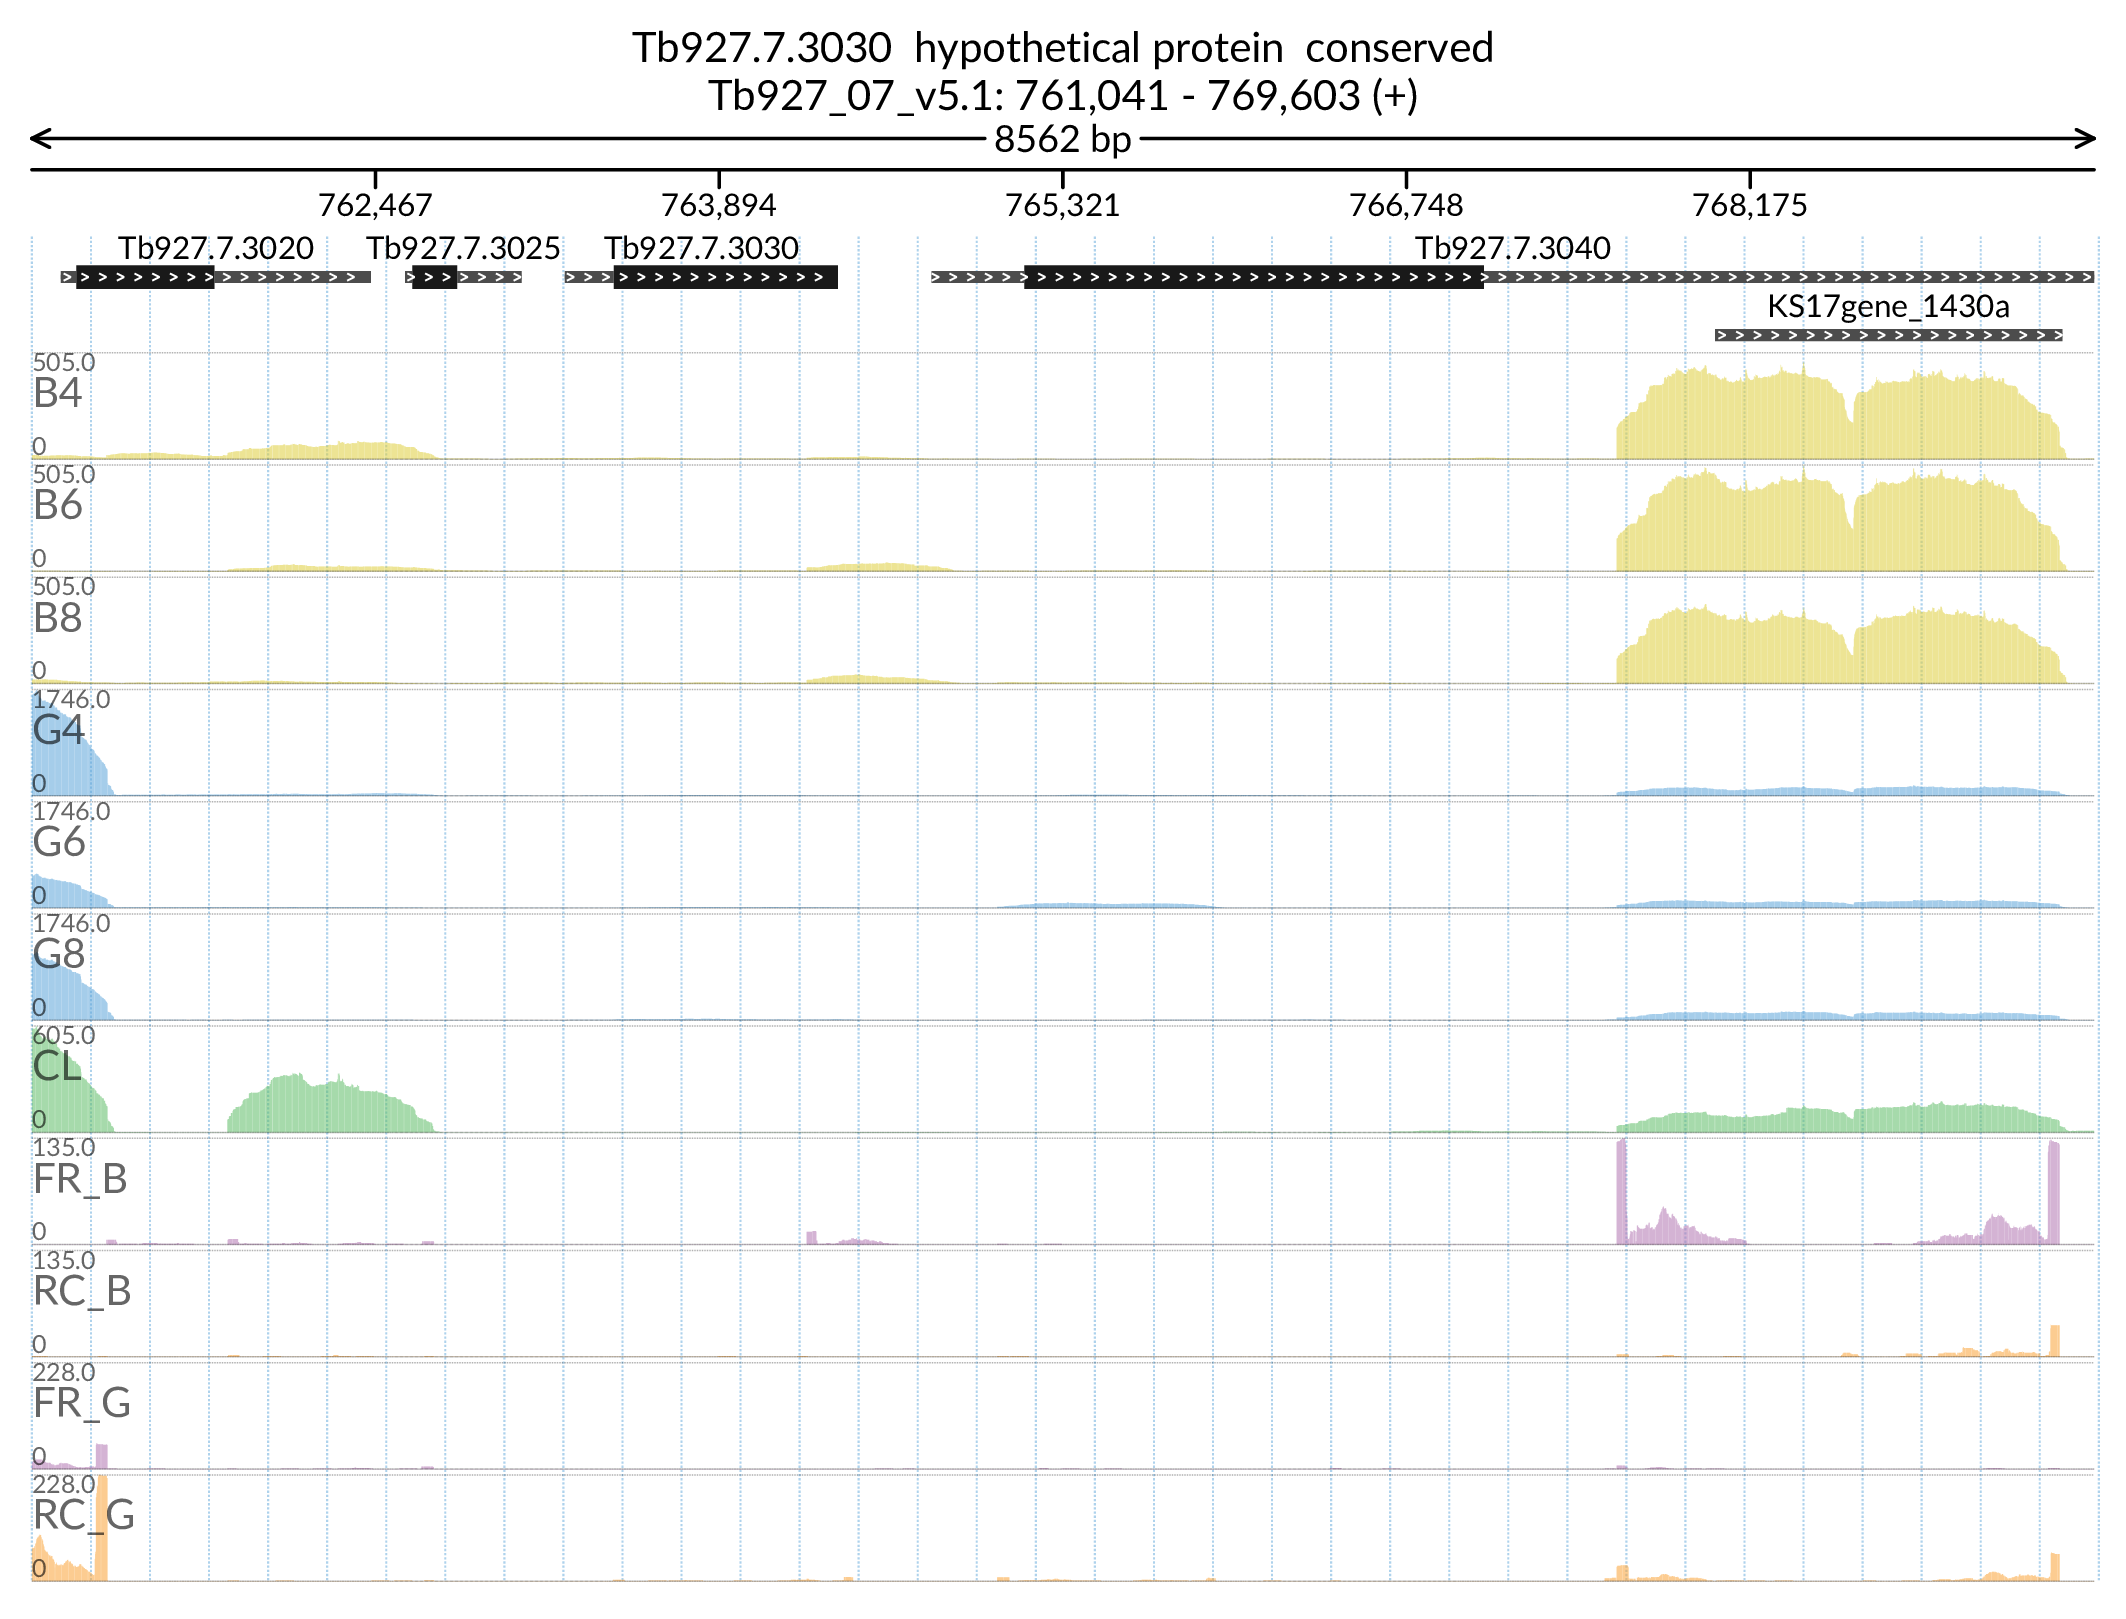 Tb927.7.3030 hypothetical protein conserved
Tb927_07_v5.1: 761,041 - 769,603 (+)
8562 bp
762,467 763,894 765,321 766,748 768,175
Tb927.7.3020 Tb927.7.3025 Tb927.7.3030 Tb927.7.3040
KS17gene_1430a
505.0
B4
0
505.0
B6
0
505.0
B8
0
1746.0
G4
0
1746.0
G6
0
1746.0
G8
0
605.0
CL
0
135.0
FR_B
0
135.0
RC_B
0
228.0
FR_G
0
228.0
RC_G
0